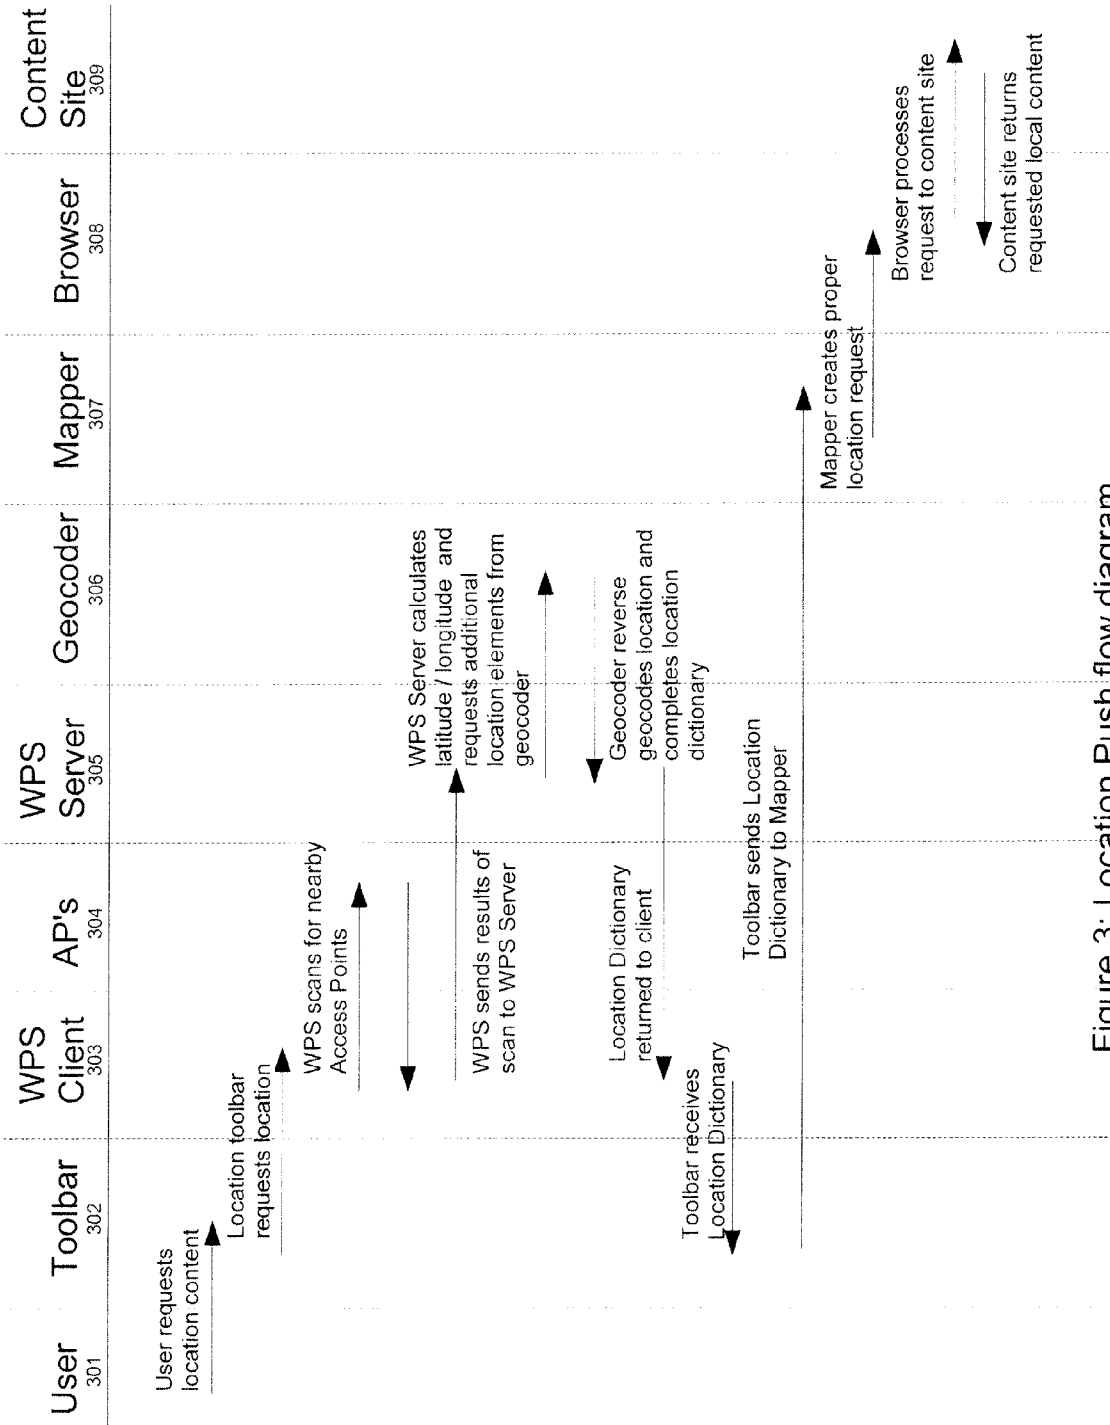 User
301
Toolbar
302
WPS
Client
303
AP's
304
WPS
Server
305
Geocoder
306
Mapper
307
Browser
308
Content
Site
309
User requests
location content
Location toolbar
requests location
WPS scans for nearby
Access Points
WPS sends results of
scan to WPS Server
WPS Server calculates
latitude / longitude and
requests additional
location elements from
geocoder
Geocoder reverse
geocodes location and
completes location
dictionary
Location Dictionary
returned to client
Toolbar receives
Location Dictionary
Toolbar sends Location
Dictionary to Mapper
Mapper creates proper
location request
Browser processes
request to content site
Content site returns
requested local content
Figure 3: Location Push flow diagram